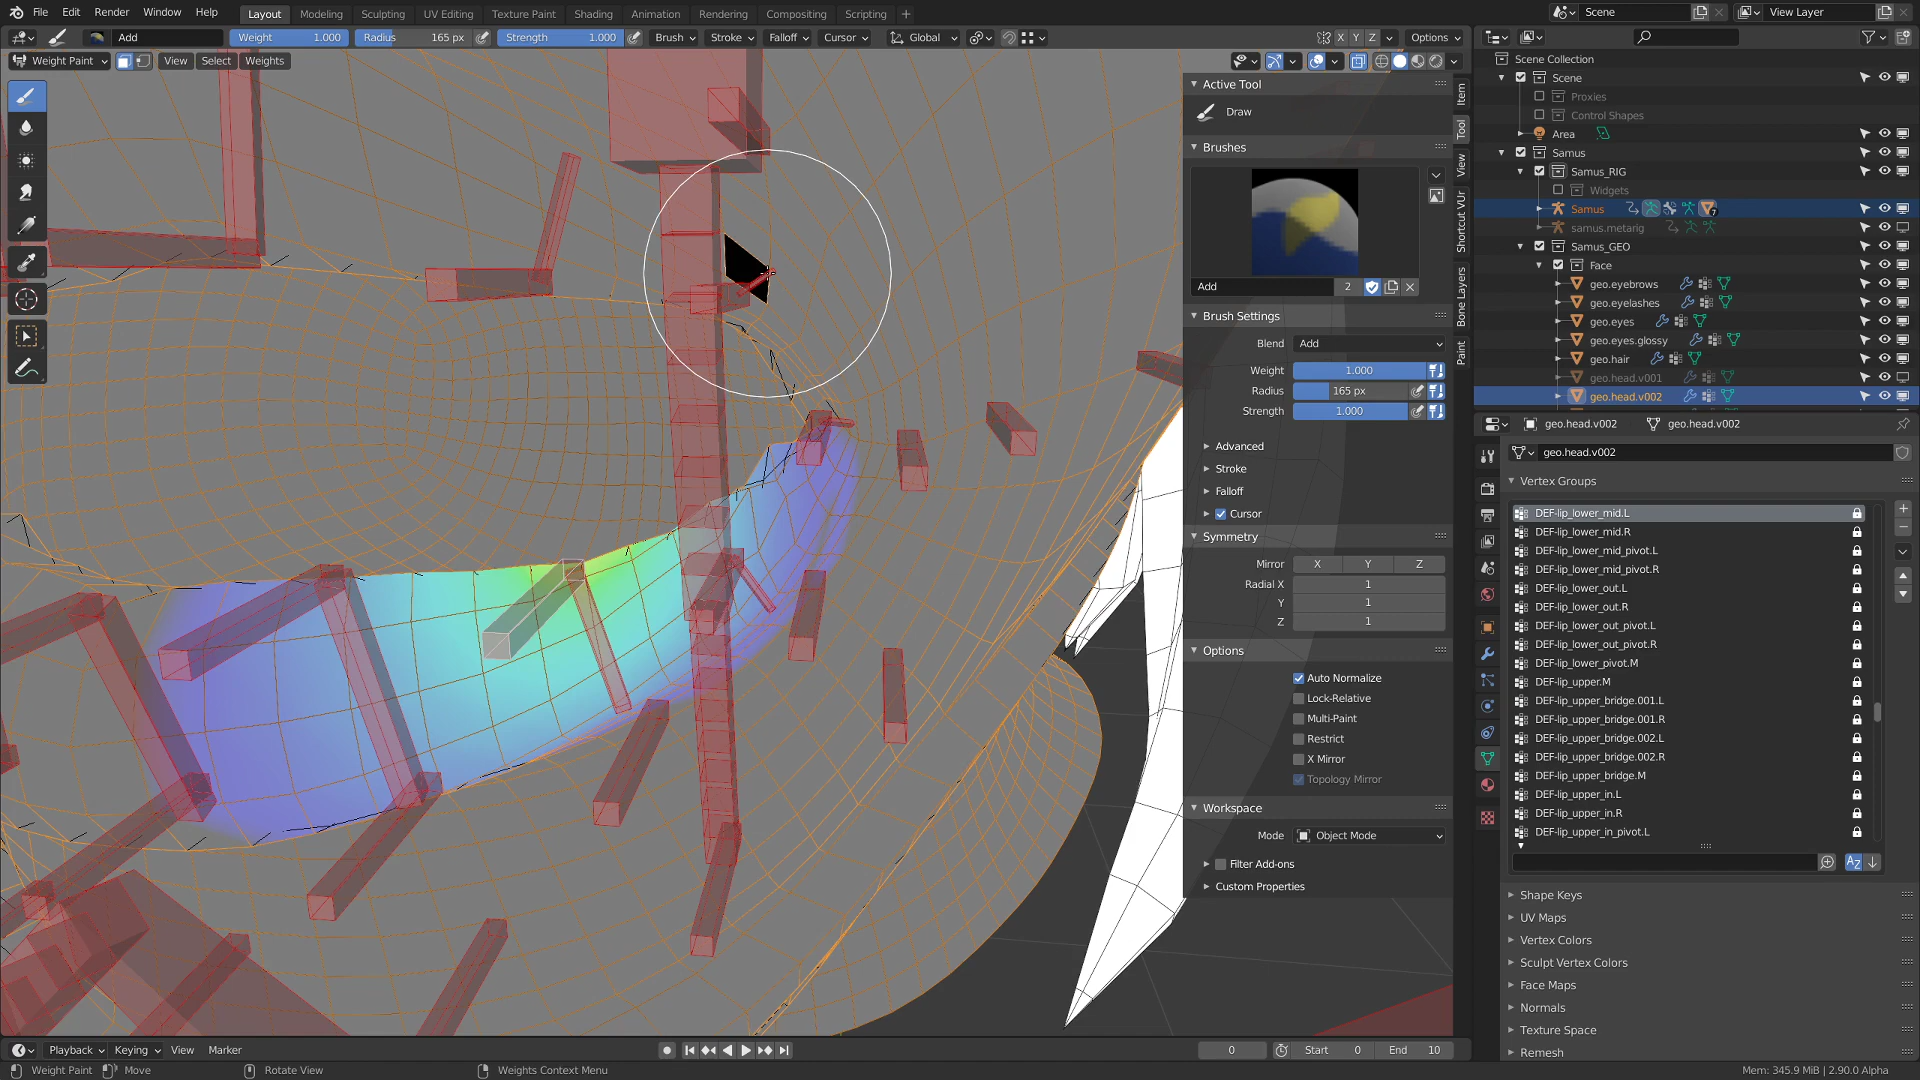 File Edit Render Window Help Layout Modeling Sculpting UV Editing Texture Paint Shading Animation Rendering Compositing Scripting + Scene View Layer
Add Weight 1.000 Radius 165 px Strength 1.000 Brush Stroke Falloff Cursor Global X Y Z Options
Weight Paint View Select Weights
Active Tool
Draw
Brushes
Add 2
Brush Settings
Blend Add
Weight 1.000
Radius 165 px
Strength 1.000
Advanced
Stroke
Falloff
Cursor
Symmetry
Mirror X Y Z
Radial X 1
Y 1
Z 1
Options
Auto Normalize
Lock-Relative
Multi-Paint
Restrict
X Mirror
Topology Mirror
Workspace
Mode Object Mode
Filter Add-ons
Custom Properties
Item
Tool
View
Shortcut VUr
Bone Layers
Paint
Scene Collection
Scene
Proxies
Control Shapes
Area
Samus
Samus_RIG
Widgets
Samus
7
samus.metarig
Samus_GEO
Face
geo.eyebrows
geo.eyelashes
geo.eyes
geo.eyes.glossy
geo.hair
geo.head.v001
geo.head.v002
geo.head.v002 geo.head.v002
geo.head.v002
Vertex Groups
DEF-lip_lower_mid.L
DEF-lip_lower_mid.R
DEF-lip_lower_mid_pivot.L
DEF-lip_lower_mid_pivot.R
DEF-lip_lower_out.L
DEF-lip_lower_out.R
DEF-lip_lower_out_pivot.L
DEF-lip_lower_out_pivot.R
DEF-lip_lower_pivot.M
DEF-lip_upper.M
DEF-lip_upper_bridge.001.L
DEF-lip_upper_bridge.001.R
DEF-lip_upper_bridge.002.L
DEF-lip_upper_bridge.002.R
DEF-lip_upper_bridge.M
DEF-lip_upper_in.L
DEF-lip_upper_in.R
DEF-lip_upper_in_pivot.L
AZ
Shape Keys
UV Maps
Vertex Colors
Sculpt Vertex Colors
Face Maps
Normals
Texture Space
Remesh
Playback Keying View Marker 0 Start 0 End 10
Weight Paint Move Rotate View Weights Context Menu Mem: 345.9 MiB | 2.90.0 Alpha